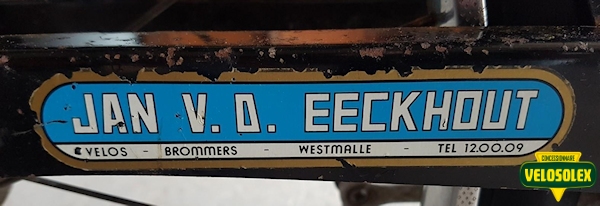 JAN V. D. EECKHOUT
VELOS - BROMMERS - WESTMALLE - TEL 12.00.09
CONCESSIONNAIRE
VELOSOLEX